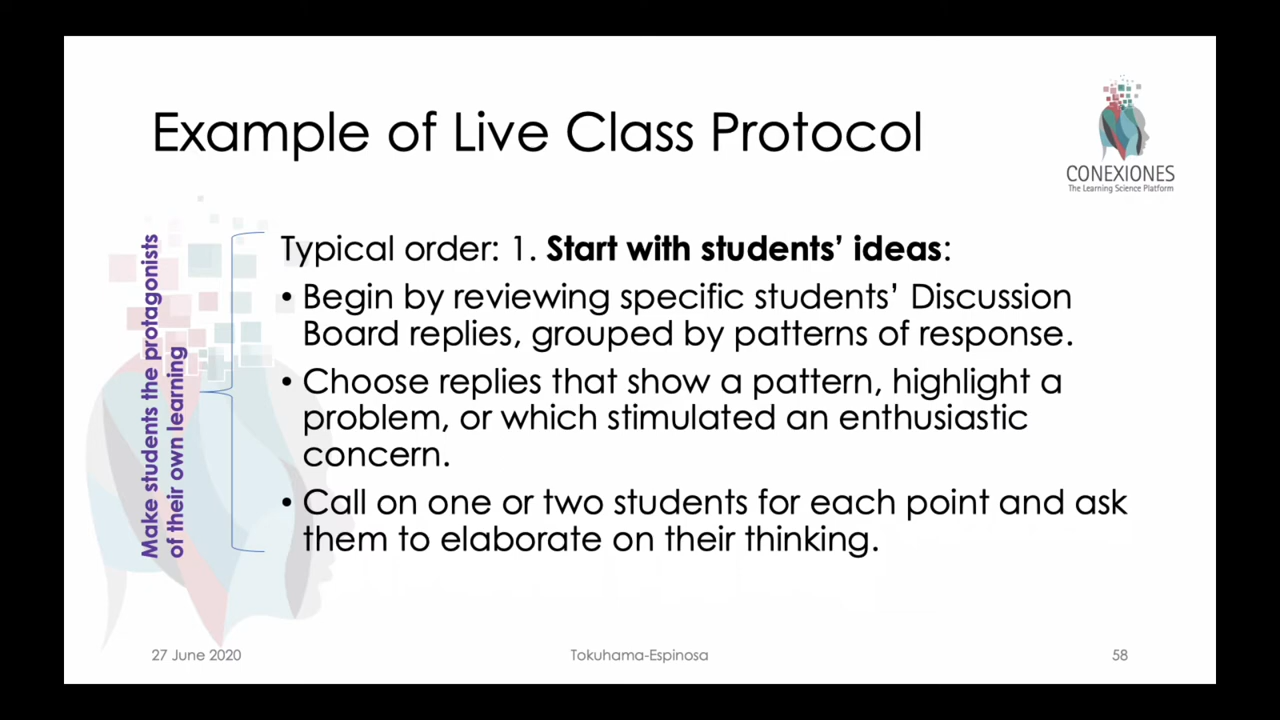 Example of Live Class Protocol
CONEXIONES
The Learning Science Platform
Make students the protagonists
of their own learning
Typical order: 1. Start with students’ ideas:
• Begin by reviewing specific students’ Discussion
Board replies, grouped by patterns of response.
• Choose replies that show a pattern, highlight a
problem, or which stimulated an enthusiastic
concern.
• Call on one or two students for each point and ask
them to elaborate on their thinking.
27 June 2020
Tokuhama-Espinosa
58